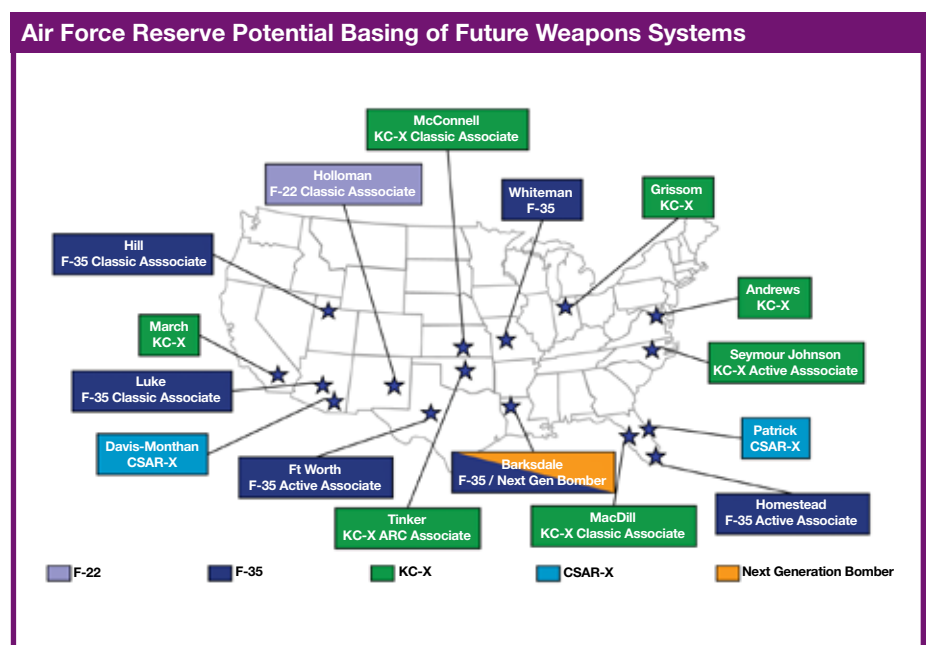 Air Force Reserve Potential Basing of Future Weapons Systems
McConnell
KC-X Classic Associate
Holloman
F-22 Classic Asssociate
Whiteman
F-35
Grissom
KC-X
Hill
F-35 Classic Asssociate
Andrews
KC-X
March
KC-X
Seymour Johnson
KC-X Active Asssociate
Luke
F-35 Classic Associate
Davis-Monthan
CSAR-X
Patrick
CSAR-X
Ft Worth
F-35 Active Associate
Barksdale
F-35 / Next Gen Bomber
Homestead
F-35 Active Associate
Tinker
KC-X ARC Associate
MacDill
KC-X Classic Associate
F-22
F-35
KC-X
CSAR-X
Next Generation Bomber